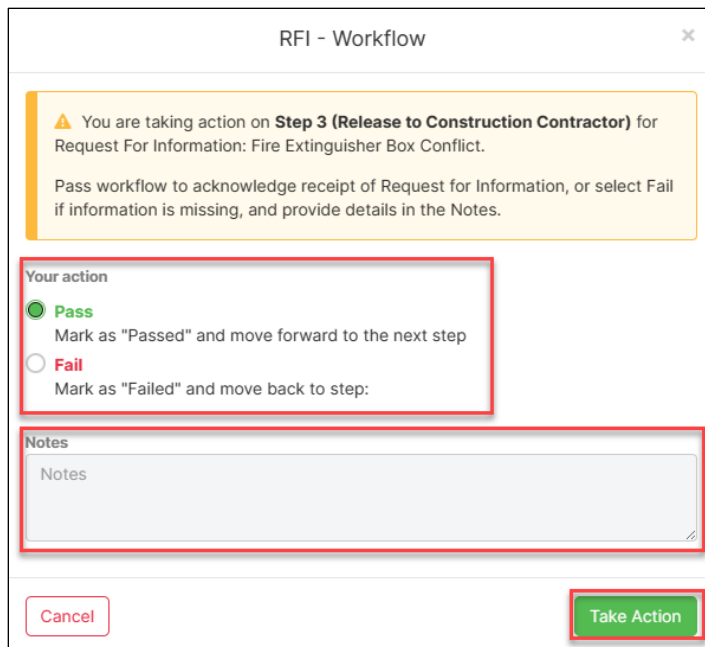 RFI - Workflow
×
You are taking action on Step 3 (Release to Construction Contractor) for
Request For Information: Fire Extinguisher Box Conflict.
Pass workflow to acknowledge receipt of Request for Information, or select Fail
if information is missing, and provide details in the Notes.
Your action
Pass
Mark as "Passed" and move forward to the next step
Fail
Mark as "Failed" and move back to step:
Notes
Notes
Cancel
Take Action